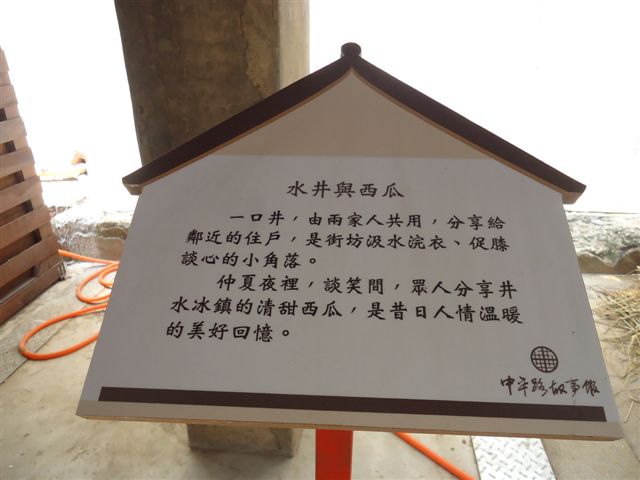 水井與西瓜
一口井，由兩家人共用，分享給
鄰近的住戶，是街坊汲水浣衣、促膝
談心的小角落。
仲夏夜裡，談笑間，眾人分享井
水冰鎮的清甜西瓜，是昔日人情溫暖
的美好回憶。
中平路故事館